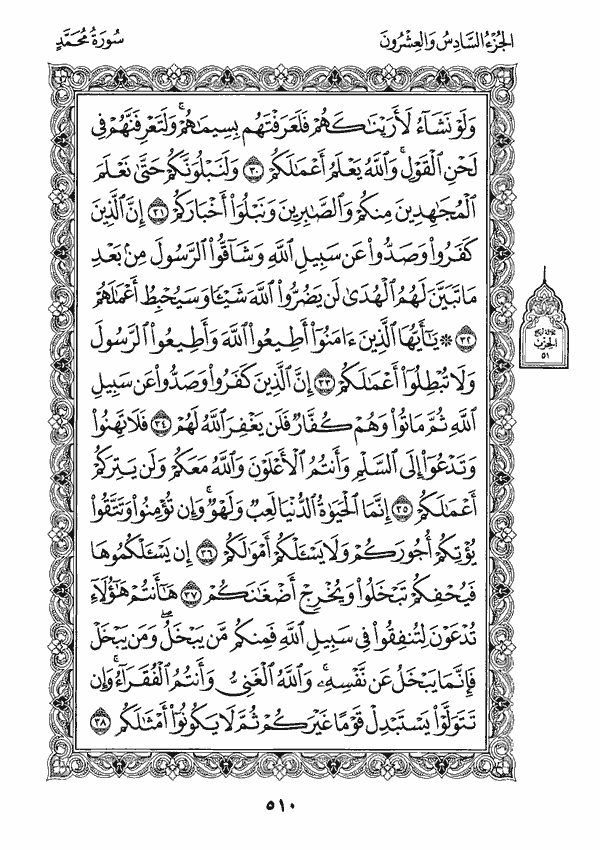 الجزء السادس والعشرون
سورة محمد
وَلَوْ نَشَآءُ لَأَرَيْنَـٰكَهُمْ فَلَعَرَفْتَهُم بِسِيمَـٰهُمْ ۚ وَلَتَعْرِفَنَّهُمْ فِى
لَحْنِ ٱلْقَوْلِ ۚ وَٱللَّهُ يَعْلَمُ أَعْمَـٰلَكُمْ ٣٠ وَلَنَبْلُوَنَّكُمْ حَتَّىٰ نَعْلَمَ
ٱلْمُجَـٰهِدِينَ مِنكُمْ وَٱلصَّـٰبِرِينَ وَنَبْلُوَا۟ أَخْبَارَكُمْ ٣١ إِنَّ ٱلَّذِينَ
كَفَرُوا۟ وَصَدُّوا۟ عَن سَبِيلِ ٱللَّهِ وَشَآقُّوا۟ ٱلرَّسُولَ مِنۢ بَعْدِ
مَا تَبَيَّنَ لَهُمُ ٱلْهُدَىٰ لَن يَضُرُّوا۟ ٱللَّهَ شَيْـًٔا وَسَيُحْبِطُ أَعْمَـٰلَهُمْ
٣٢ ۞ يَـٰٓأَيُّهَا ٱلَّذِينَ ءَامَنُوٓا۟ أَطِيعُوا۟ ٱللَّهَ وَأَطِيعُوا۟ ٱلرَّسُولَ
وَلَا تُبْطِلُوٓا۟ أَعْمَـٰلَكُمْ ٣٣ إِنَّ ٱلَّذِينَ كَفَرُوا۟ وَصَدُّوا۟ عَن سَبِيلِ
ٱللَّهِ ثُمَّ مَاتُوا۟ وَهُمْ كُفَّارٌ فَلَن يَغْفِرَ ٱللَّهُ لَهُمْ ٣٤ فَلَا تَهِنُوا۟
وَتَدْعُوٓا۟ إِلَى ٱلسَّلْمِ وَأَنتُمُ ٱلْأَعْلَوْنَ وَٱللَّهُ مَعَكُمْ وَلَن يَتِرَكُمْ
أَعْمَـٰلَكُمْ ٣٥ إِنَّمَا ٱلْحَيَوٰةُ ٱلدُّنْيَا لَعِبٌ وَلَهْوٌ ۚ وَإِن تُؤْمِنُوا۟ وَتَتَّقُوا۟
يُؤْتِكُمْ أُجُورَكُمْ وَلَا يَسْـَٔلْكُمْ أَمْوَٰلَكُمْ ٣٦ إِن يَسْـَٔلْكُمُوهَا
فَيُحْفِكُمْ تَبْخَلُوا۟ وَيُخْرِجْ أَضْغَـٰنَكُمْ ٣٧ هَـٰٓأَنتُمْ هَـٰٓؤُلَآءِ
تُدْعَوْنَ لِتُنفِقُوا۟ فِى سَبِيلِ ٱللَّهِ فَمِنكُم مَّن يَبْخَلُ ۖ وَمَن يَبْخَلْ
فَإِنَّمَا يَبْخَلُ عَن نَّفْسِهِۦ ۚ وَٱللَّهُ ٱلْغَنِىُّ وَأَنتُمُ ٱلْفُقَرَآءُ ۚ وَإِن
تَتَوَلَّوْا۟ يَسْتَبْدِلْ قَوْمًا غَيْرَكُمْ ثُمَّ لَا يَكُونُوٓا۟ أَمْثَـٰلَكُم ٣٨
الحزب
٥١
٥١٠